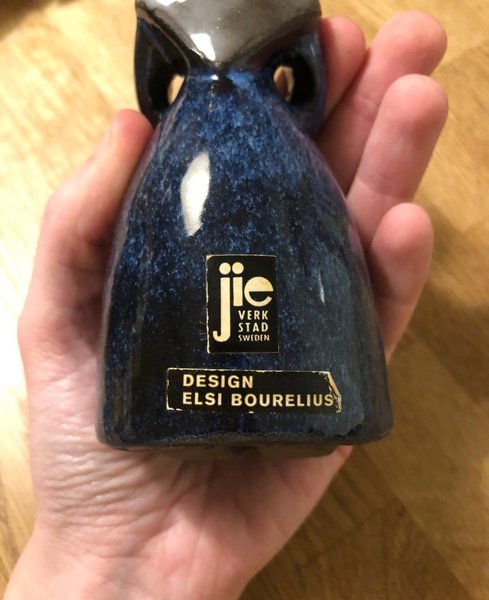 jie
VERK
STAD
SWEDEN
DESIGN
ELSI BOURELIUS